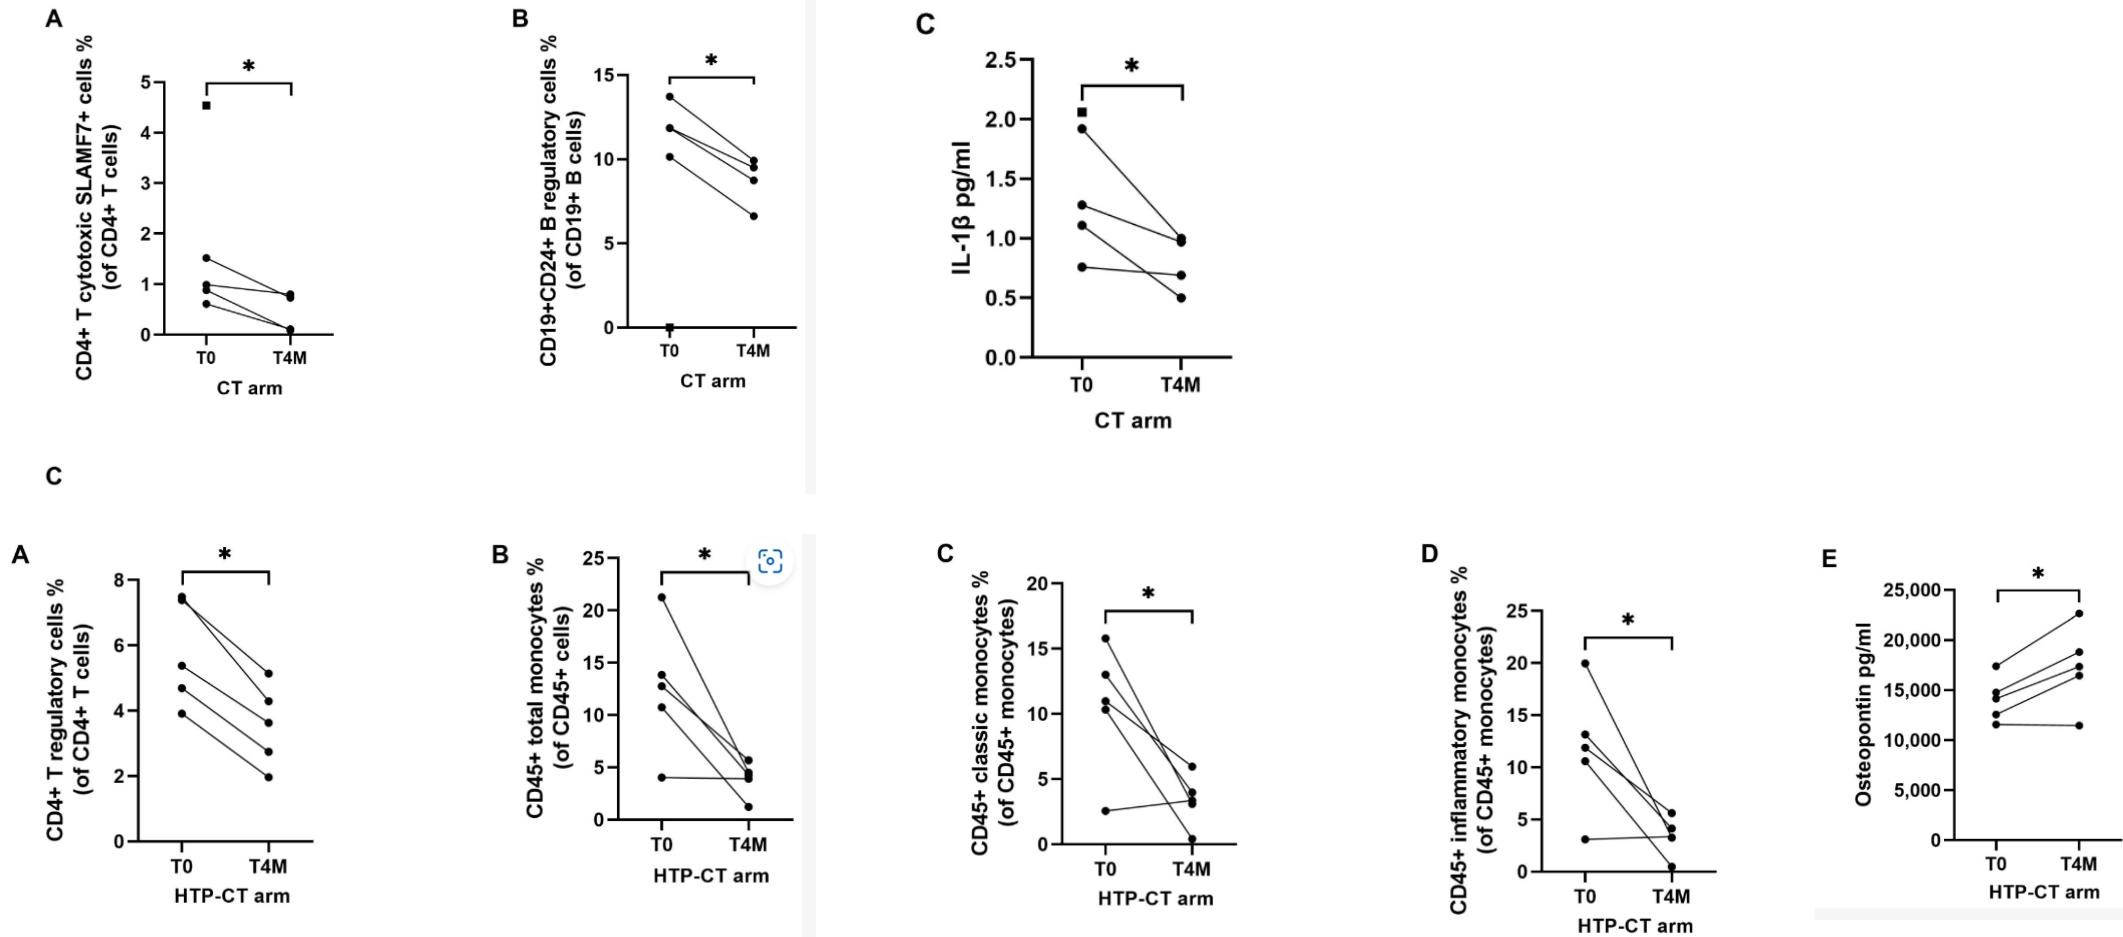 A
CD4+ T cytotoxic SLAMF7+ cells %
(of CD4+ T cells)
*
5
4
3
2
1
0
T0
T4M
CT arm
B
CD19+CD24+ B regulatory cells %
(of CD19+ B cells)
*
15
10
5
0
T0
T4M
CT arm
C
IL-1β pg/ml
*
2.5
2.0
1.5
1.0
0.5
0.0
T0
T4M
CT arm
C
A
CD4+ T regulatory cells %
(of CD4+ T cells)
*
8
6
4
2
0
T0
T4M
HTP-CT arm
B
CD45+ total monocytes %
(of CD45+ cells)
*
25
20
15
10
5
0
T0
T4M
HTP-CT arm
C
CD45+ classic monocytes %
(of CD45+ monocytes)
*
20
15
10
5
0
T0
T4M
HTP-CT arm
D
CD45+ inflammatory monocytes %
(of CD45+ monocytes)
*
25
20
15
10
5
0
T0
T4M
HTP-CT arm
E
Osteopontin pg/ml
*
25,000
20,000
15,000
10,000
5,000
0
T0
T4M
HTP-CT arm